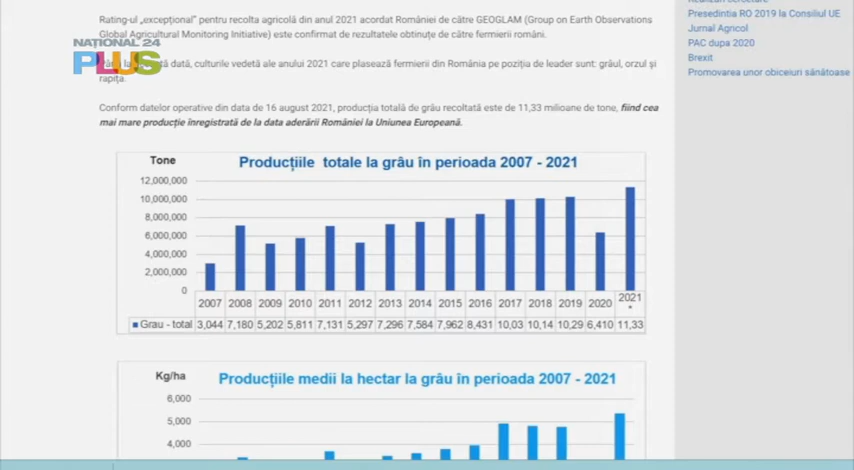 Rating-ul „excepțional” pentru recolta agricolă din anul 2021 acordat României de către GEOGLAM (Group on Earth Observations
Global Agricultural Monitoring Initiative) este confirmat de rezultatele obtinuțe de către fermierii români.
NAȚIONAL 24
PLUS
dată, culturile vedetă ale anului 2021 care plasează fermierii din România pe poziția de leader sunt: grâul, orzul și
rapița.
Conform datelor operative din data de 16 august 2021, producția totală de grâu recoltată este de 11,33 milioane de tone, fiind cea
mai mare producție înregistrată de la data aderării României la Uniunea Europeană.
Tone
Producțiile totale la grâu în perioada 2007 - 2021
12,000,000
10,000,000
8,000,000
6,000,000
4,000,000
2,000,000
0
2007 2008 2009 2010 2011 2012 2013 2014 2015 2016 2017 2018 2019 2020 2021
*
Grau - total 3,044 7,180 5,202 5,811 7,131 5,297 7,296 7,584 7,962 8,431 10,03 10,14 10,29 6,410 11,33
Kg/ha
Producțiile medii la hectar la grâu în perioada 2007 - 2021
6,000
5,000
4,000
Presedintia RO 2019 la Consiliul UE
Jurnal Agricol
PAC dupa 2020
Brexit
Promovarea unor obiceiuri sănătoase